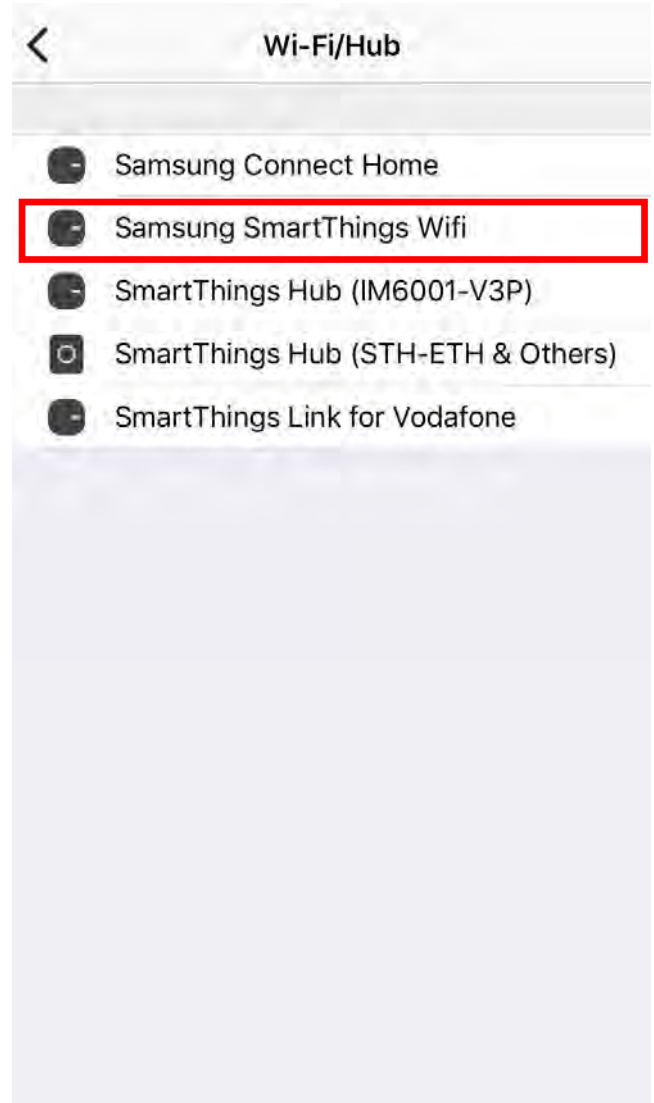 Wi-Fi/Hub
Samsung Connect Home
Samsung SmartThings Wifi
SmartThings Hub (IM6001-V3P)
SmartThings Hub (STH-ETH & Others)
SmartThings Link for Vodafone